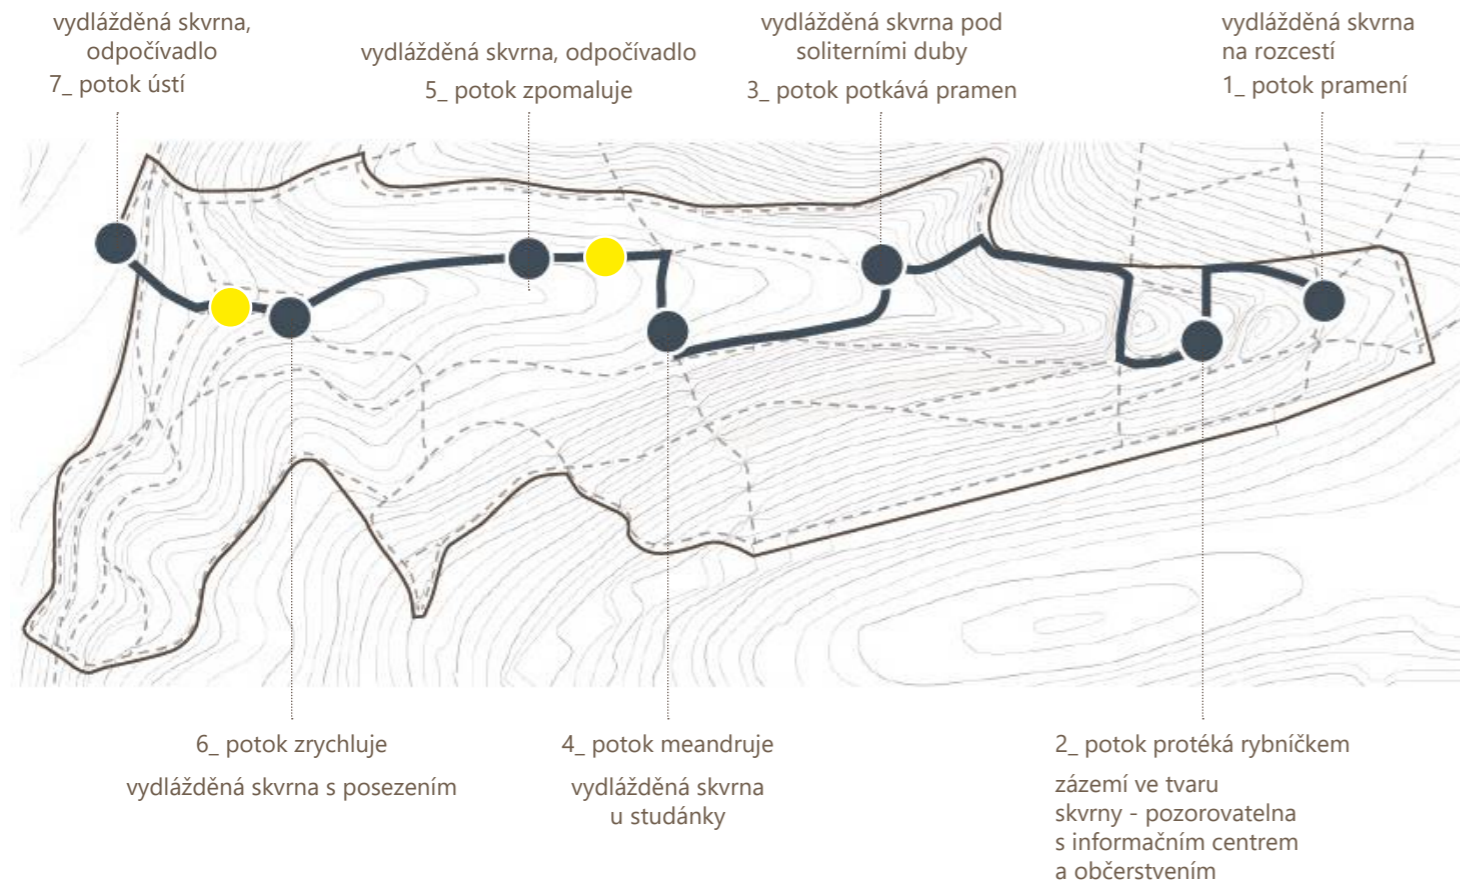 vydlážděná skvrna,
odpočívadlo
7_ potok ústí
vydlážděná skvrna, odpočívadlo
5_ potok zpomaluje
vydlážděná skvrna pod
soliterními duby
3_ potok potkává pramen
vydlážděná skvrna
na rozcestí
1_ potok pramení
6_ potok zrychluje
vydlážděná skvrna s posezením
4_ potok meandruje
vydlážděná skvrna
u studánky
2_ potok protéká rybníčkem
zázemí ve tvaru
skvrny - pozorovatelna
s informačním centrem
a občerstvením